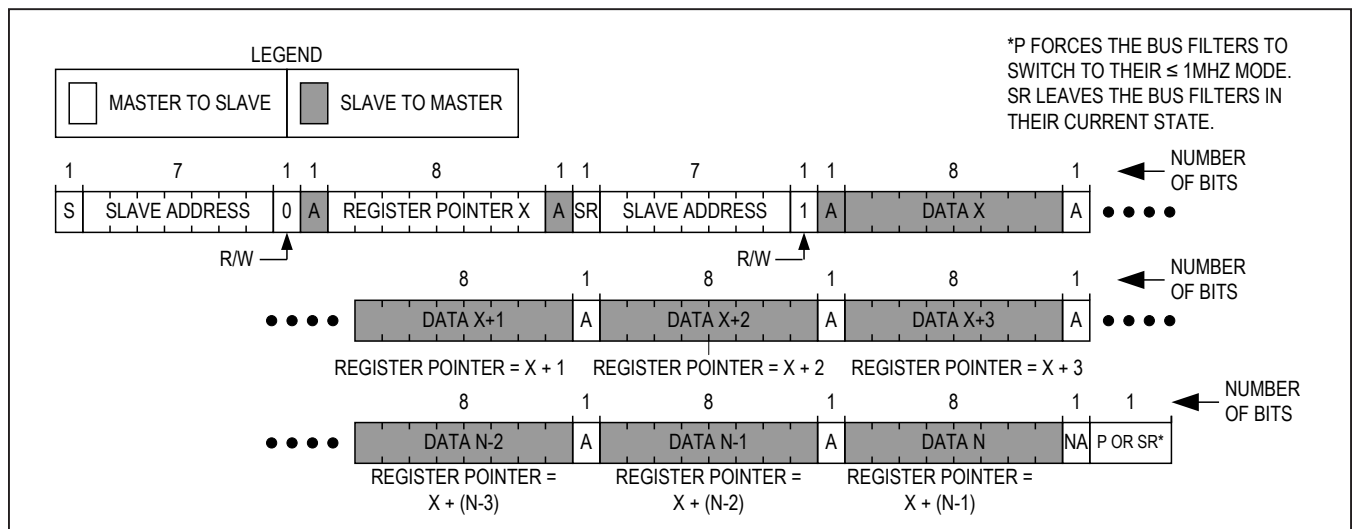 LEGEND
MASTER TO SLAVE SLAVE TO MASTER
*P FORCES THE BUS FILTERS TO
SWITCH TO THEIR ≤ 1MHZ MODE.
SR LEAVES THE BUS FILTERS IN
THEIR CURRENT STATE.
1 7 1 1 8 1 1 7 1 1 8 1
NUMBER
OF BITS
S SLAVE ADDRESS 0 A REGISTER POINTER X A SR SLAVE ADDRESS 1 A DATA X A
R/W R/W
8 1 8 1 8 1
NUMBER
OF BITS
DATA X+1 A DATA X+2 A DATA X+3 A
REGISTER POINTER = X + 1 REGISTER POINTER = X + 2 REGISTER POINTER = X + 3
8 1 8 1 8 1 1
NUMBER
OF BITS
DATA N-2 A DATA N-1 A DATA N NA P OR SR*
REGISTER POINTER =
X + (N-3)
REGISTER POINTER =
X + (N-2)
REGISTER POINTER =
X + (N-1)